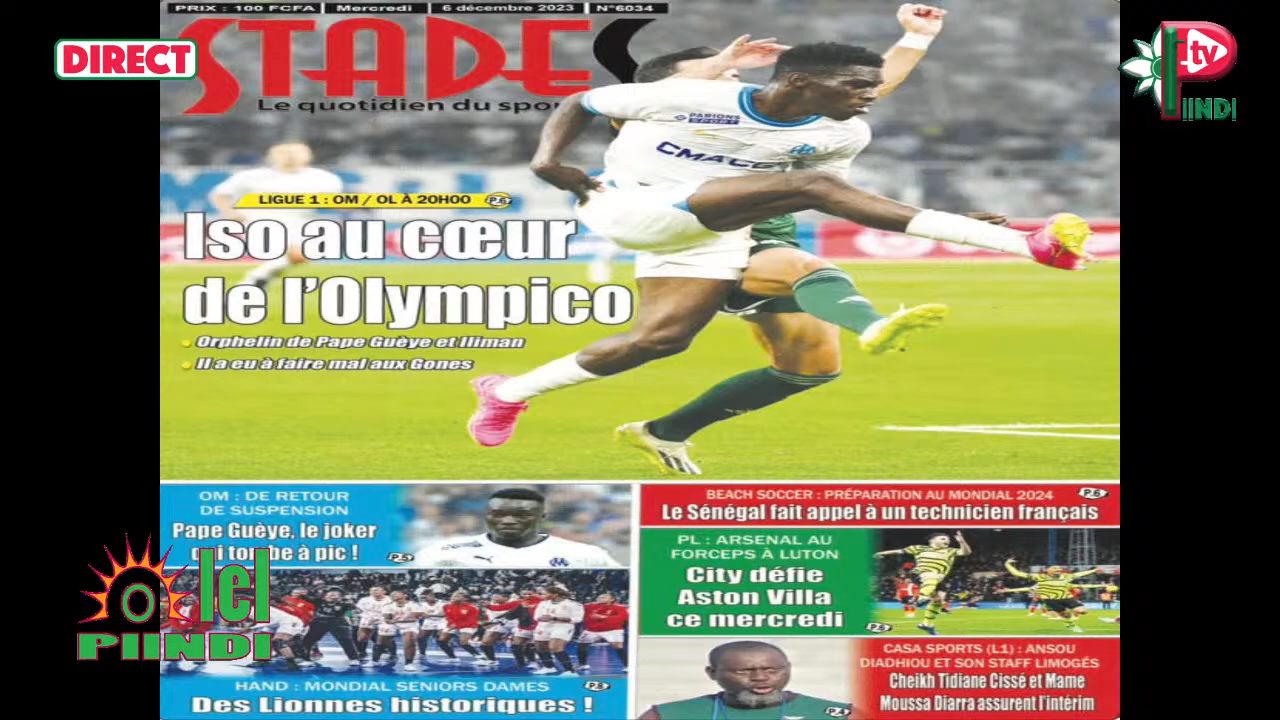 PRIX : 100 FCFA Mercredi 6 décembre 2023 N°6034
DIRECT
tv
PIINDI
STADES
Le quotidien du spor
PARIONS SPORT
CMA CG
LIGUE 1 : OM / OL À 20H00 P.6
Iso au cœur
de l'Olympico
Orphelin de Pape Guèye et Iliman
Il a eu à faire mal aux Gones
OM : DE RETOUR
DE SUSPENSION
Pape Guèye, le joker
qui tombe à pic !
HAND : MONDIAL SENIORS DAMES
Des Lionnes historiques !
BEACH SOCCER : PRÉPARATION AU MONDIAL 2024 P.6
Le Sénégal fait appel à un technicien français
PL : ARSENAL AU
FORCEPS À LUTON
City défie
Aston Villa
ce mercredi
CASA SPORTS (L1) : ANSOU
DIADHIOU ET SON STAFF LIMOGÉS
Cheikh Tidiane Cissé et Mame
Moussa Diarra assurent l'intérim
lel
PIINDI